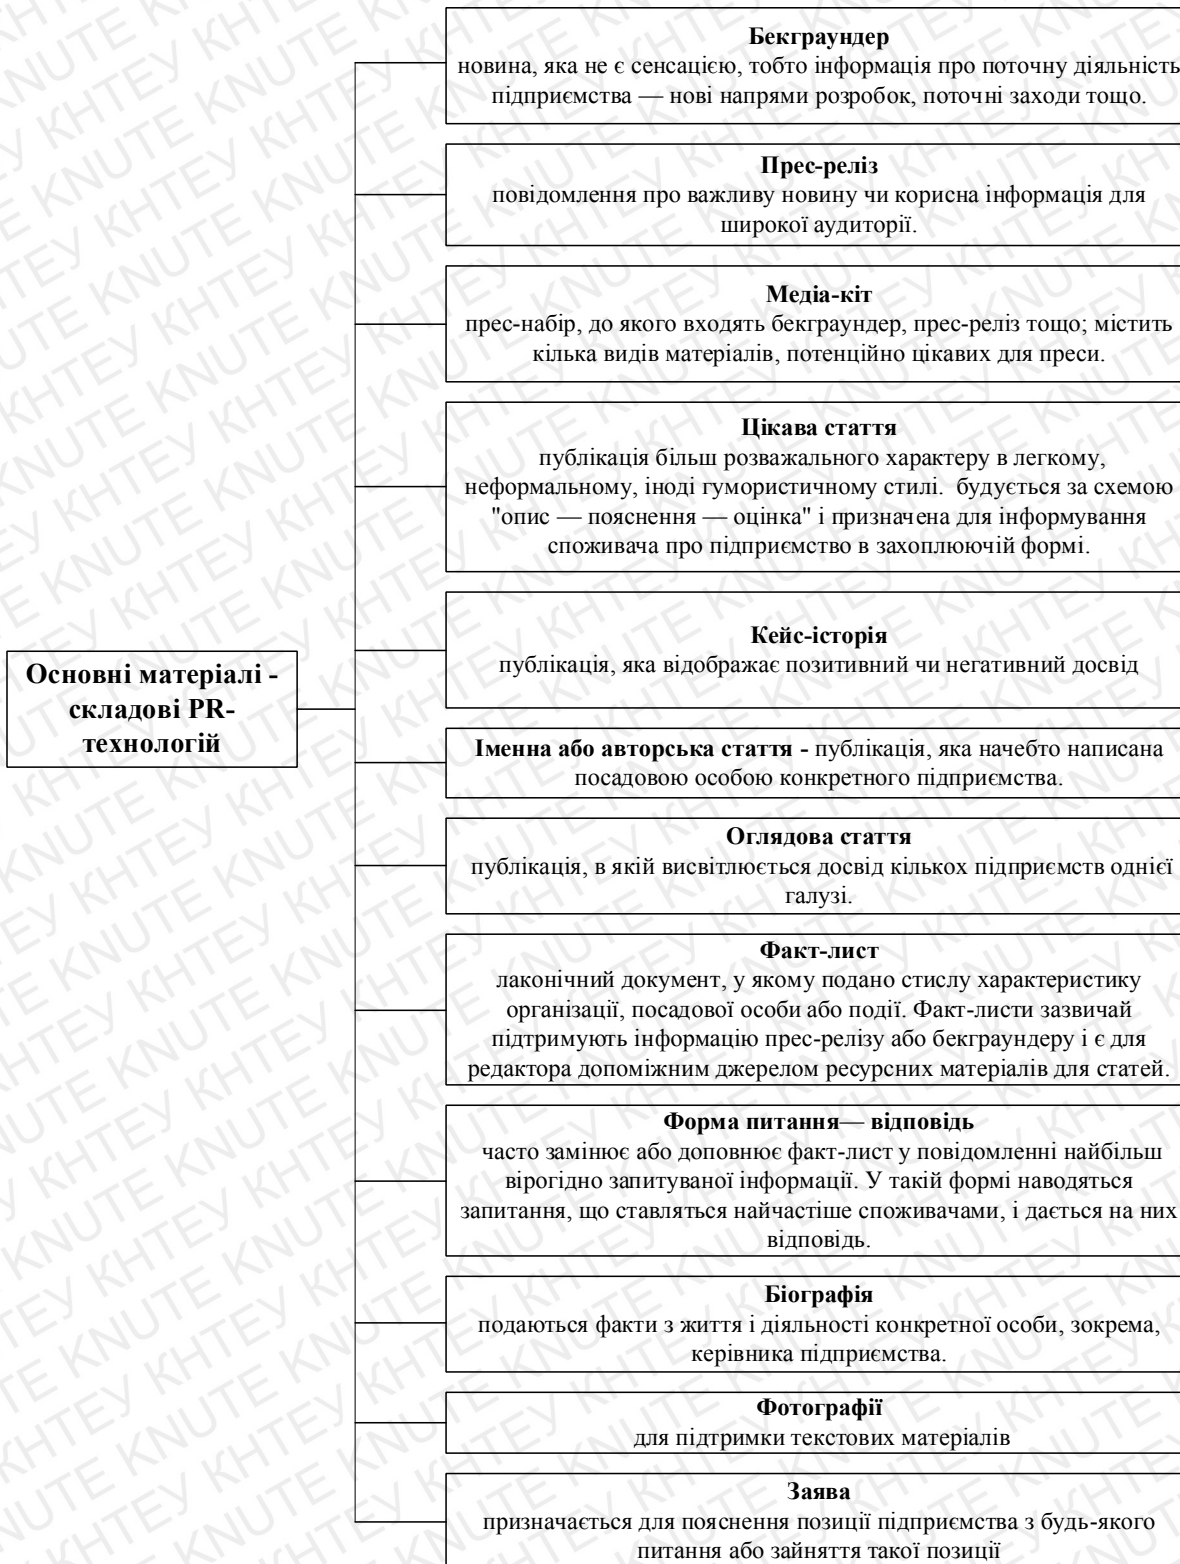 Бекграундер
новина, яка не є сенсацією, тобто інформація про поточну діяльність
підприємства — нові напрями розробок, поточні заходи тощо.
Прес-реліз
повідомлення про важливу новину чи корисна інформація для
широкої аудиторії.
Медіа-кіт
прес-набір, до якого входять бекграундер, прес-реліз тощо; містить
кілька видів матеріалів, потенційно цікавих для преси.
Цікава стаття
публікація більш розважального характеру в легкому,
неформальному, іноді гумористичному стилі. будується за схемою
"опис — пояснення — оцінка" і призначена для інформування
споживача про підприємство в захоплюючій формі.
Кейс-історія
публікація, яка відображає позитивний чи негативний досвід
Основні матеріалі -
складові PR-
технологій
Іменна або авторська стаття - публікація, яка начебто написана
посадовою особою конкретного підприємства.
Оглядова стаття
публікація, в якій висвітлюється досвід кількох підприємств однієї
галузі.
Факт-лист
лаконічний документ, у якому подано стислу характеристику
організації, посадової особи або події. Факт-листи зазвичай
підтримують інформацію прес-релізу або бекграундеру і є для
редактора допоміжним джерелом ресурсних матеріалів для статей.
Форма питання— відповідь
часто замінює або доповнює факт-лист у повідомленні найбільш
вірогідно запитуваної інформації. У такій формі наводяться
запитання, що ставляться найчастіше споживачами, і дається на них
відповідь.
Біографія
подаються факти з життя і діяльності конкретної особи, зокрема,
керівника підприємства.
Фотографії
для підтримки текстових матеріалів
Заява
призначається для пояснення позиції підприємства з будь-якого
питання або зайняття такої позиції